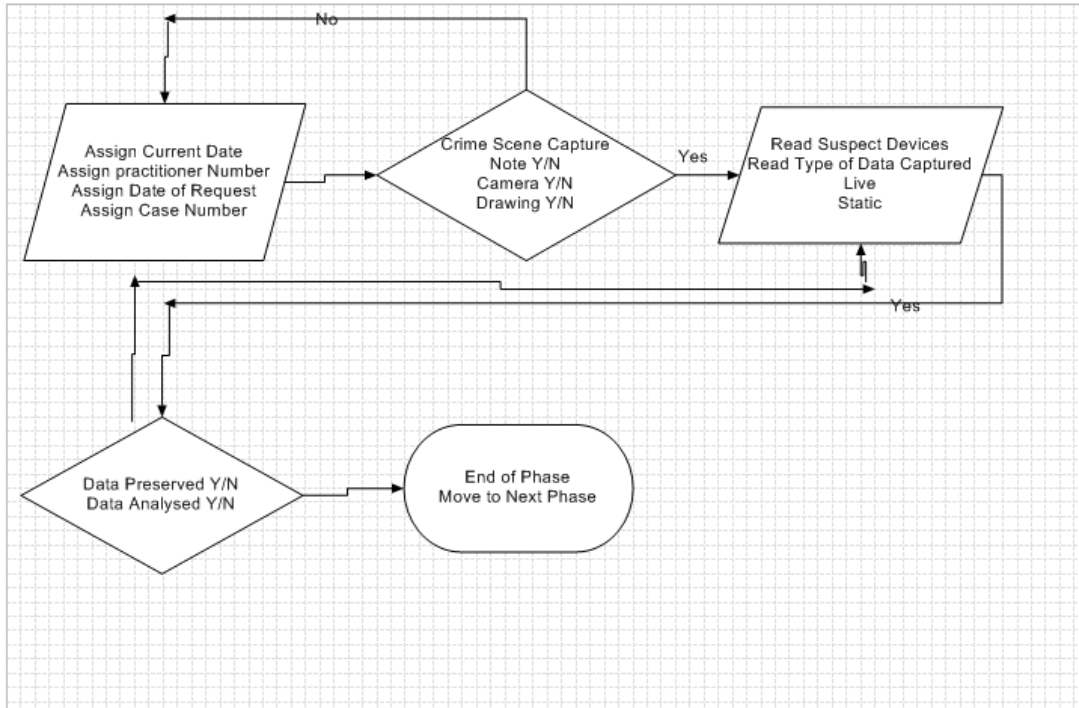 No
Assign Current Date
Assign practitioner Number
Assign Date of Request
Assign Case Number
Crime Scene Capture
Note Y/N
Camera Y/N
Drawing Y/N
Yes
Read Suspect Devices
Read Type of Data Captured
Live
Static
Yes
Data Preserved Y/N
Data Analysed Y/N
End of Phase
Move to Next Phase